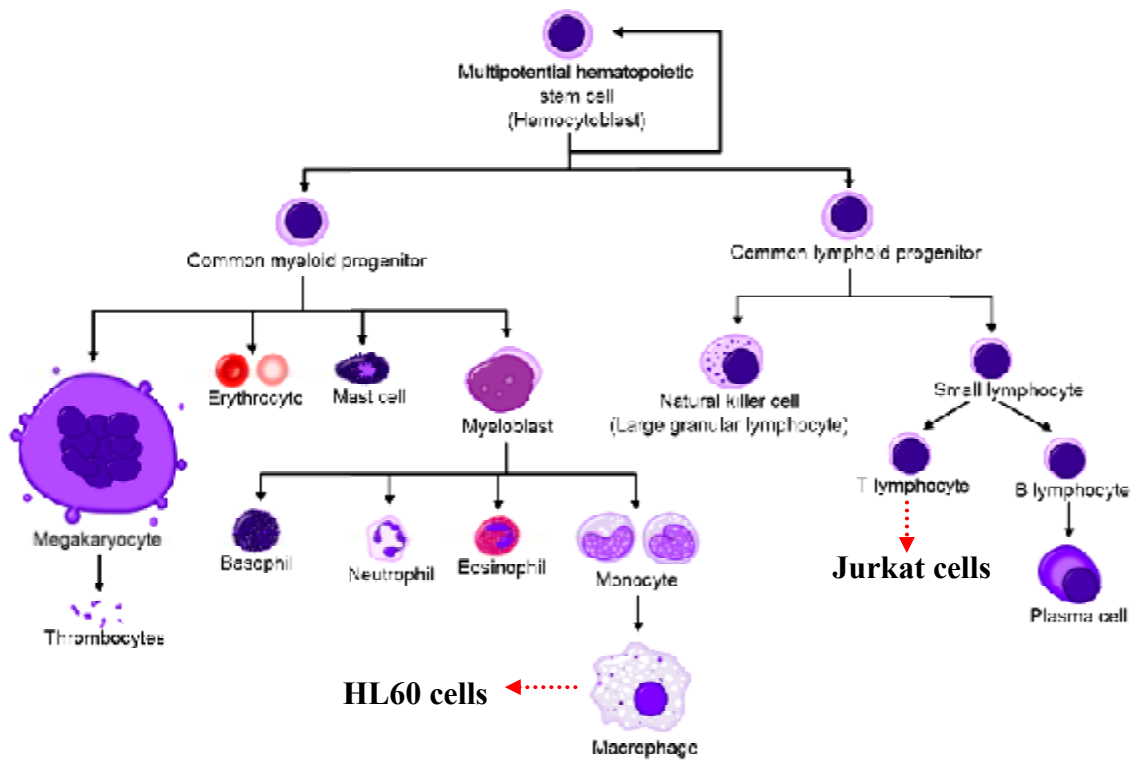 Multipotential hematopoietic
stem cell
(Hemocytoblast)
Common myeloid progenitor
Common lymphoid progenitor
Erythrocyte
Mast cell
Myeloblast
Natural killer cell
(Large granular lymphocyte)
Small lymphocyte
T lymphocyte
B lymphocyte
Megakaryocyte
Basophil
Neutrophil
Eosinophil
Monocyte
Jurkat cells
Plasma cell
Thrombocytes
HL60 cells
Macrophage